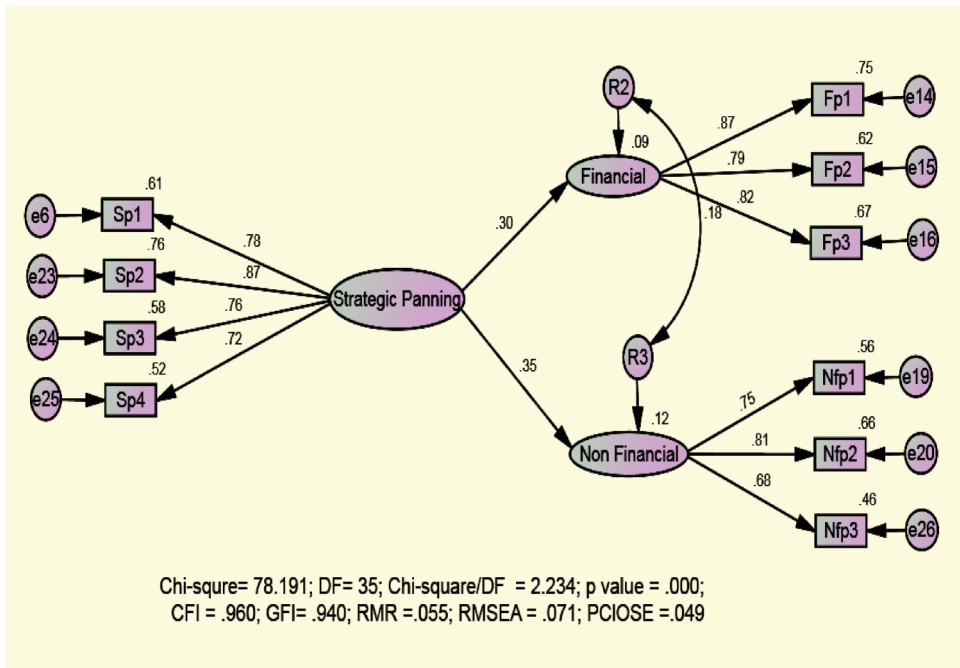 R2
.75
Fp1
e14
.87
.09
.62
Financial
.79
Fp2
e15
.82
.18
.67
Fp3
e16
.61
e6
Sp1
.78
.30
.76
e23
Sp2
.87
Strategic Panning
.58
.76
e24
Sp3
.72
.52
e25
Sp4
.35
R3
.56
Nfp1
e19
.75
.12
.66
Non Financial
.81
Nfp2
e20
.68
.46
Nfp3
e26
Chi-squre= 78.191; DF= 35; Chi-square/DF = 2.234; p value = .000;
CFI = .960; GFI= .940; RMR =.055; RMSEA = .071; PCIOSE =.049